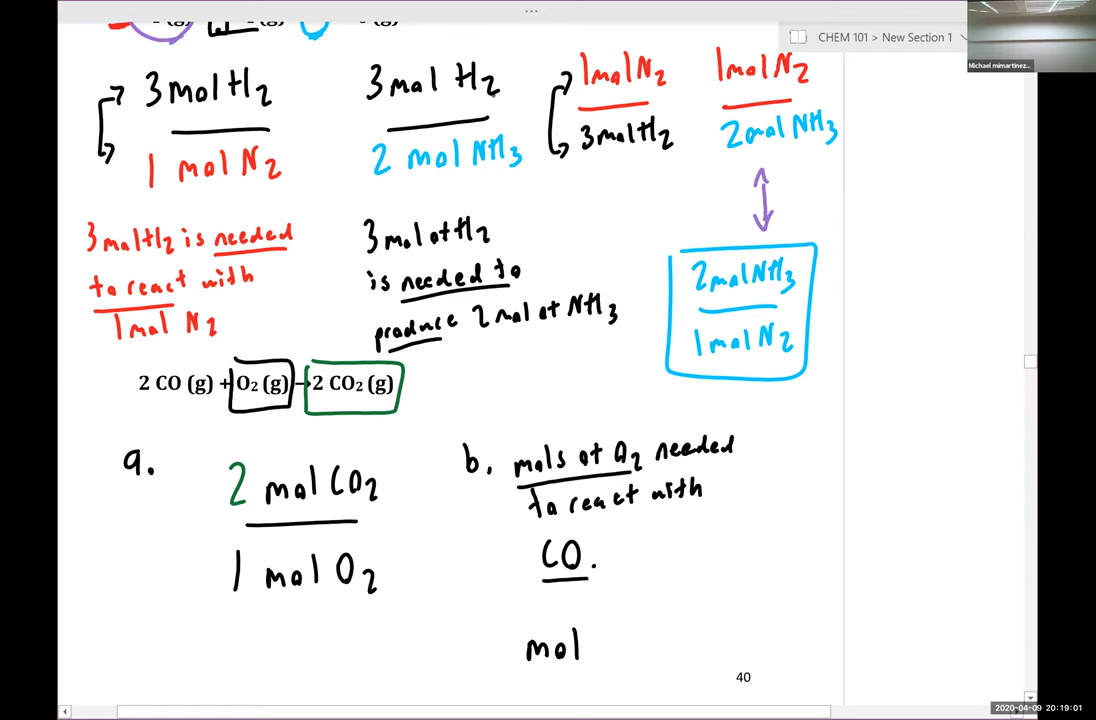 CHEM 101 > New Section 1
Michael mimartinez...
3 mol H2
1 mol N2
3 mol H2
2 mol NH3
1 mol N2
3 mol H2
1 mol N2
2 mol NH3
3 mol H2 is needed
to react with
1 mol N2
3 mol of H2
is needed to
produce 2 mol of NH3
2 mol NH3
1 mol N2
2 CO (g) + O2 (g) → 2 CO2 (g)
a.
2 mol CO2
1 mol O2
b. mols of O2 needed
to react with
CO.
mol
40
2020-04-09 20:19:01